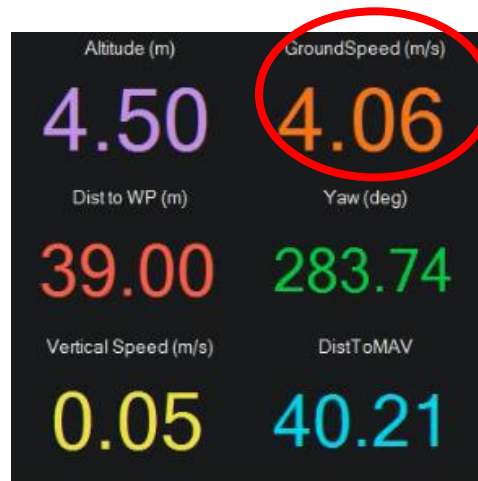 Altitude (m) GroundSpeed (m/s)
4.50 4.06
Dist to WP (m) Yaw (deg)
39.00 283.74
Vertical Speed (m/s) DistToMAV
0.05 40.21